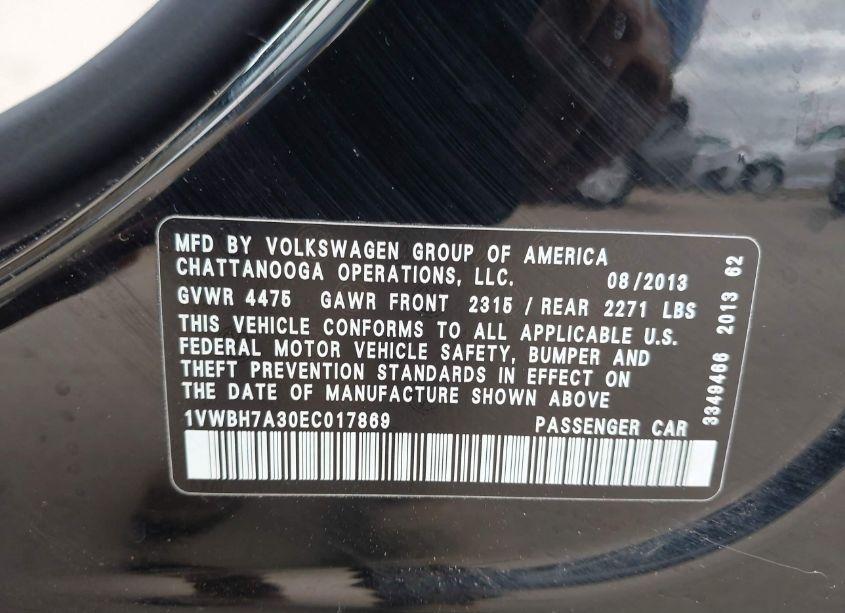 MFD BY VOLKSWAGEN GROUP OF AMERICA
CHATTANOOGA OPERATIONS, LLC. 08/2013
GVWR 4475 GAWR FRONT 2315 / REAR 2271 LBS
THIS VEHICLE CONFORMS TO ALL APPLICABLE U.S.
FEDERAL MOTOR VEHICLE SAFETY, BUMPER AND
THEFT PREVENTION STANDARDS IN EFFECT ON
THE DATE OF MANUFACTURE SHOWN ABOVE
1VWBH7A30EC017869 PASSENGER CAR
3349466 2013 62